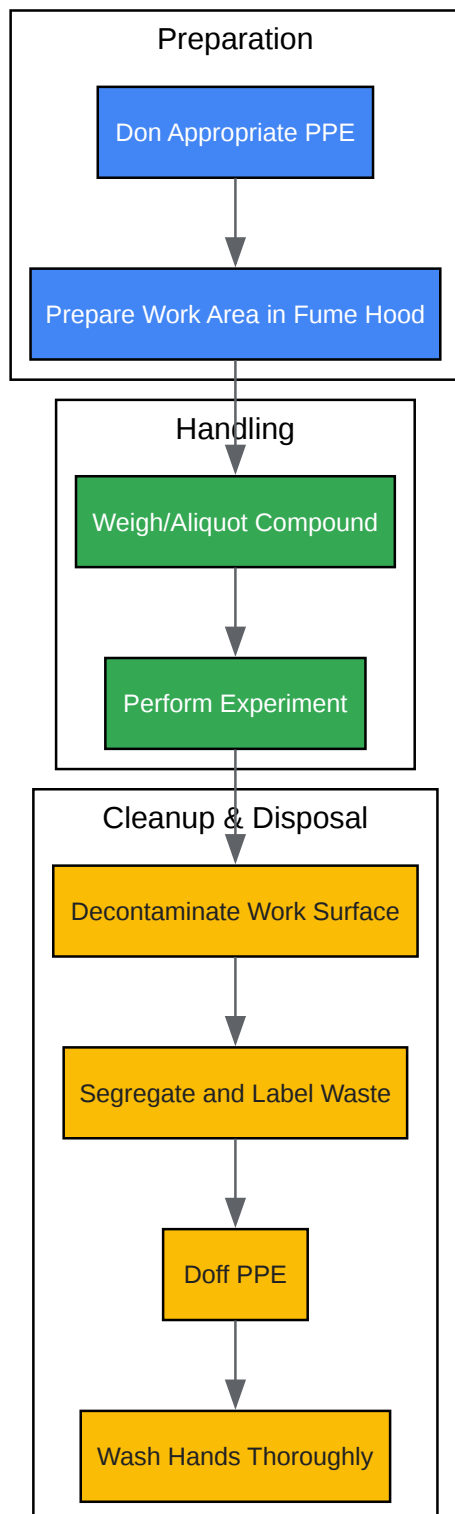 Preparation
Don Appropriate PPE
Prepare Work Area in Fume Hood
Handling
Weigh/Aliquot Compound
Perform Experiment
Cleanup & Disposal
Decontaminate Work Surface
Segregate and Label Waste
Doff PPE
Wash Hands Thoroughly